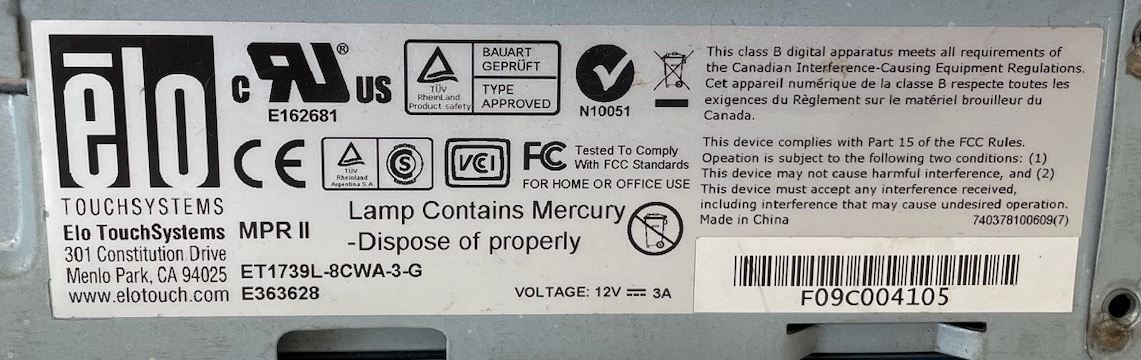 ēlo
TOUCHSYSTEMS
Elo TouchSystems
301 Constitution Drive
Menlo Park, CA 94025
www.elotouch.com
c RU ® US
E162681
TÜV
Rheinland
Product safety
BAUART
GEPRÜFT
TYPE
APPROVED
N10051
CE
TÜV
Rheinland
Argentina S.A.
S
VCCI
FC
Tested To Comply
With FCC Standards
FOR HOME OR OFFICE USE
MPR II
Lamp Contains Mercury
-Dispose of properly
ET1739L-8CWA-3-G
E363628
VOLTAGE: 12V ⎓ 3A
This class B digital apparatus meets all requirements of
the Canadian Interference-Causing Equipment Regulations.
Cet appareil numérique de la classe B respecte toutes les
exigences du Règlement sur le matériel brouilleur du
Canada.
This device complies with Part 15 of the FCC Rules.
Opeation is subject to the following two conditions: (1)
This device may not cause harmful interference, and (2)
This device must accept any interference received,
including interference that may cause undesired operation.
Made in China 740378100609(7)
F09C004105